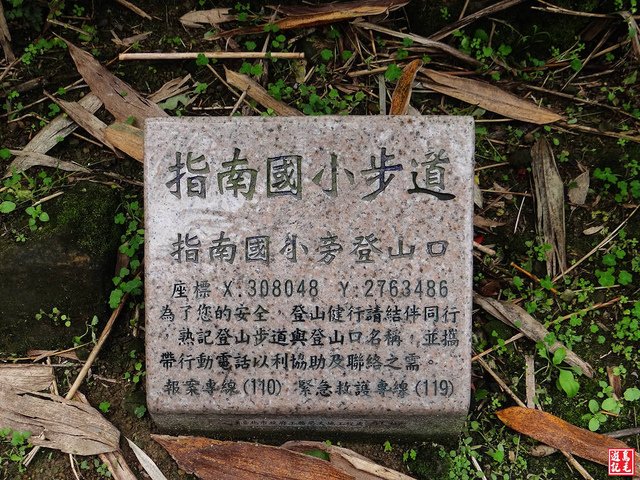 指南國小步道
指南國小旁登山口
座標 X:308048 Y:2763486
為了您的安全，登山健行請結伴同行
，熟記登山步道與登山口名稱，並攜
帶行動電話以利協助及聯絡之需。
報案專線(110) 緊急救護專線(119)